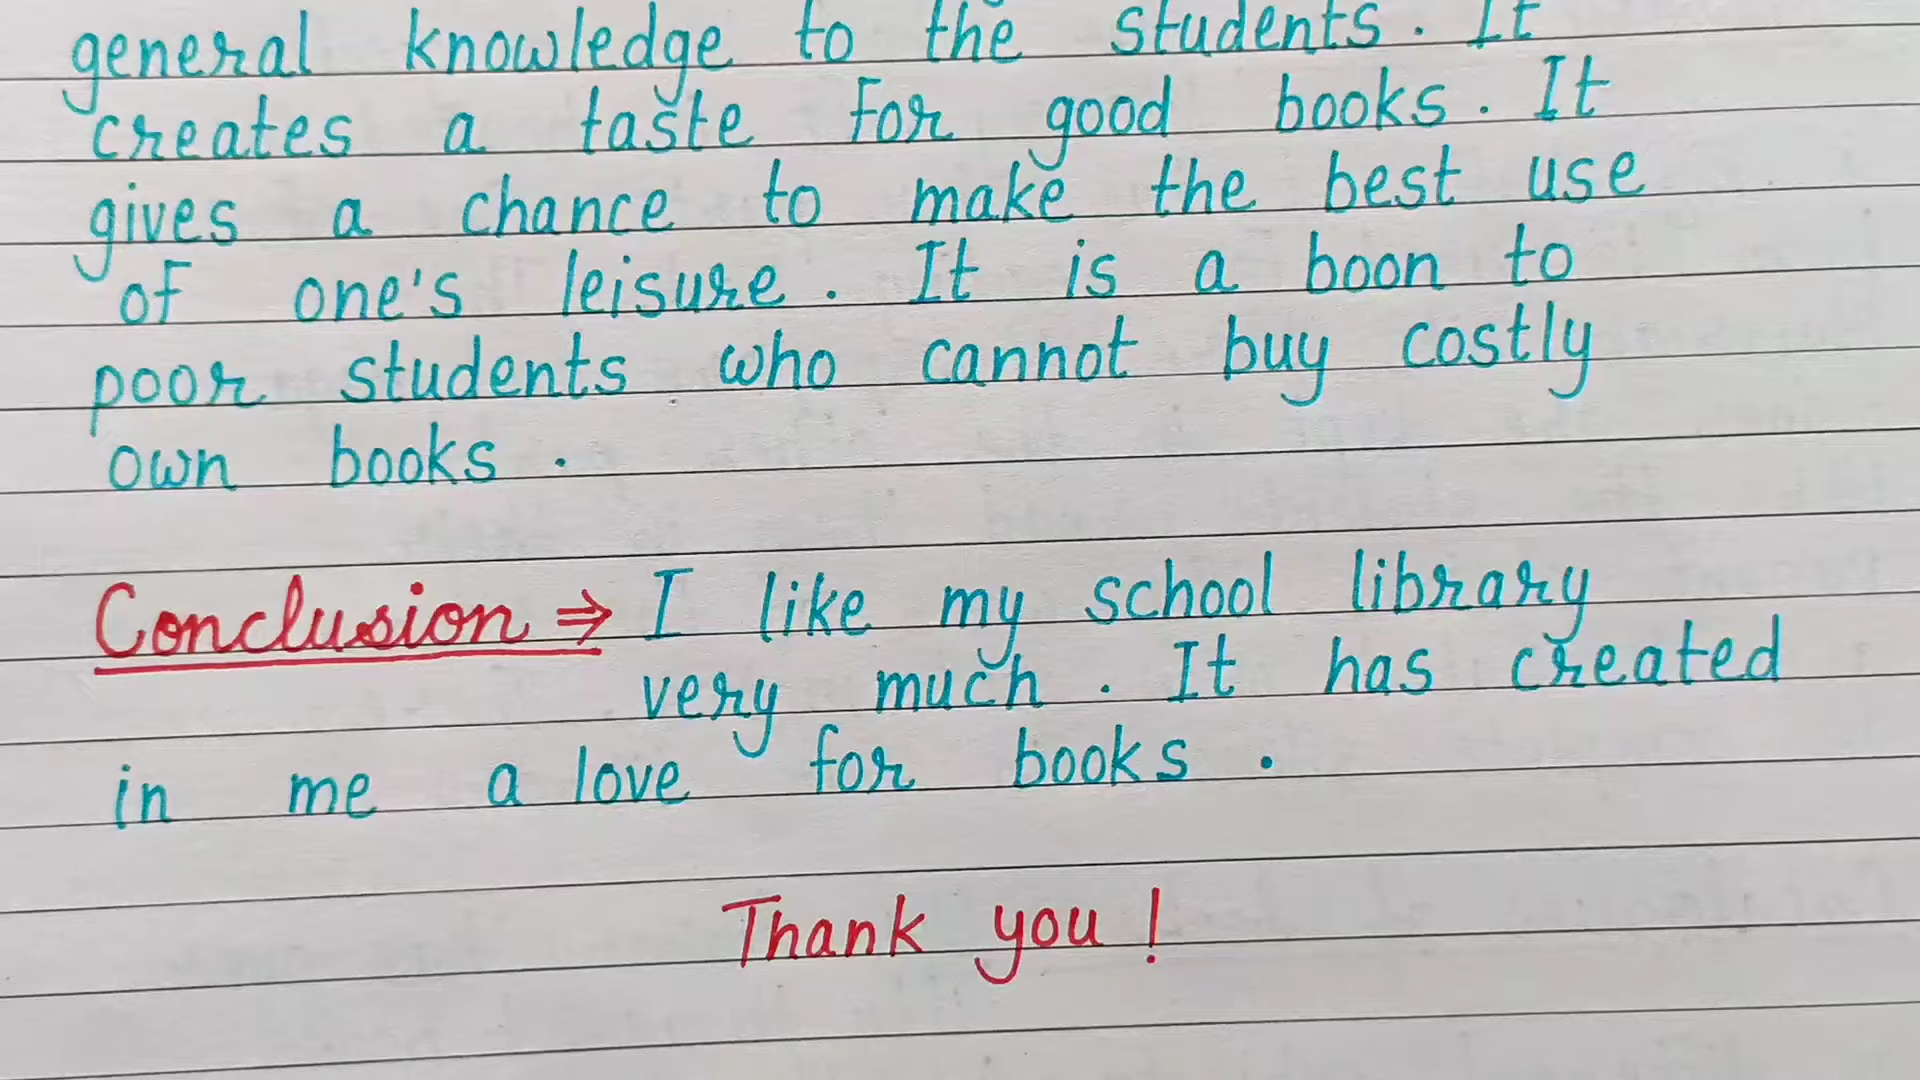 general knowledge to the students. It
creates a taste for good books. It
gives a chance to make the best use
of one's leisure. It is a boon to
poor students who cannot buy costly
own books.
Conclusion ⇒ I like my school library
very much. It has created
in me a love for books.
Thank you!